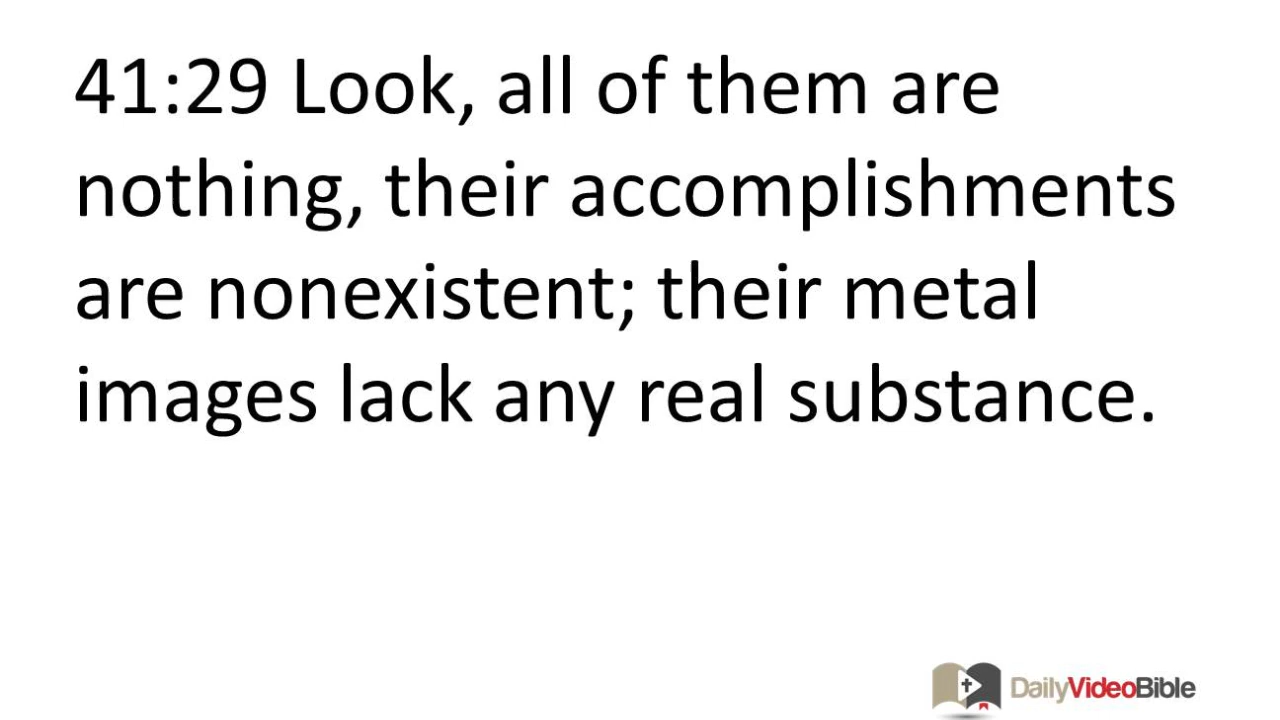 41:29 Look, all of them are
nothing, their accomplishments
are nonexistent; their metal
images lack any real substance.
DailyVideoBible